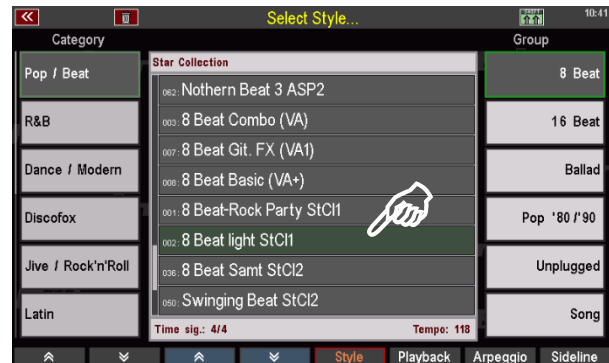 Select Style...
10:41
Category
Group
Pop / Beat
R&B
Dance / Modern
Discofox
Jive / Rock'n'Roll
Latin
Star Collection
062: Nothern Beat 3 ASP2
003: 8 Beat Combo (VA)
007: 8 Beat Git. FX (VA1)
008: 8 Beat Basic (VA+)
001: 8 Beat-Rock Party StCl1
002: 8 Beat light StCl1
036: 8 Beat Samt StCl2
050: Swinging Beat StCl2
Time sig.: 4/4 Tempo: 118
8 Beat
16 Beat
Ballad
Pop '80 /'90
Unplugged
Song
Style Playback Arpeggio Sideline